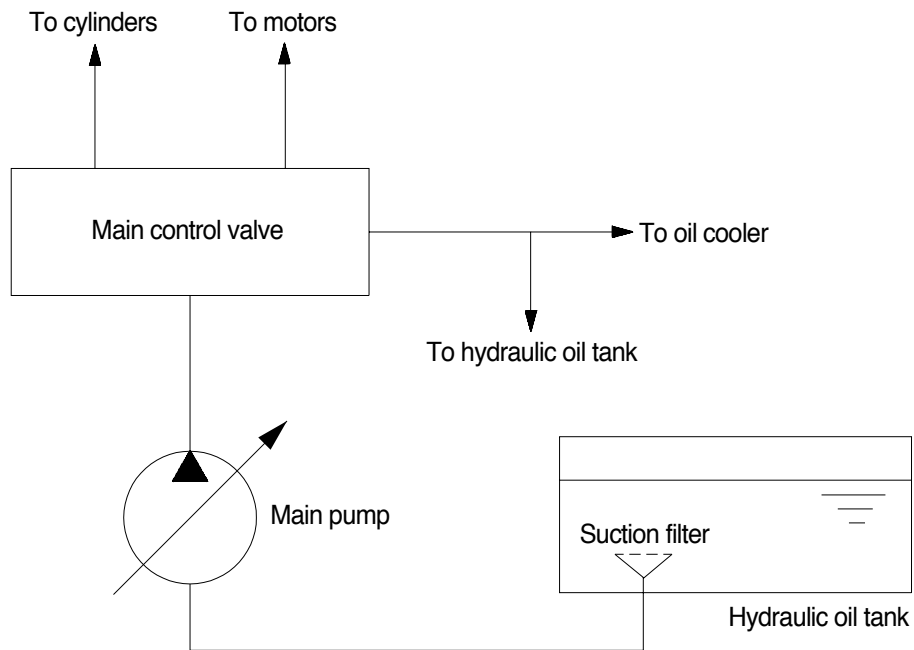 To cylinders
To motors
Main control valve
To oil cooler
To hydraulic oil tank
Main pump
Suction filter
Hydraulic oil tank